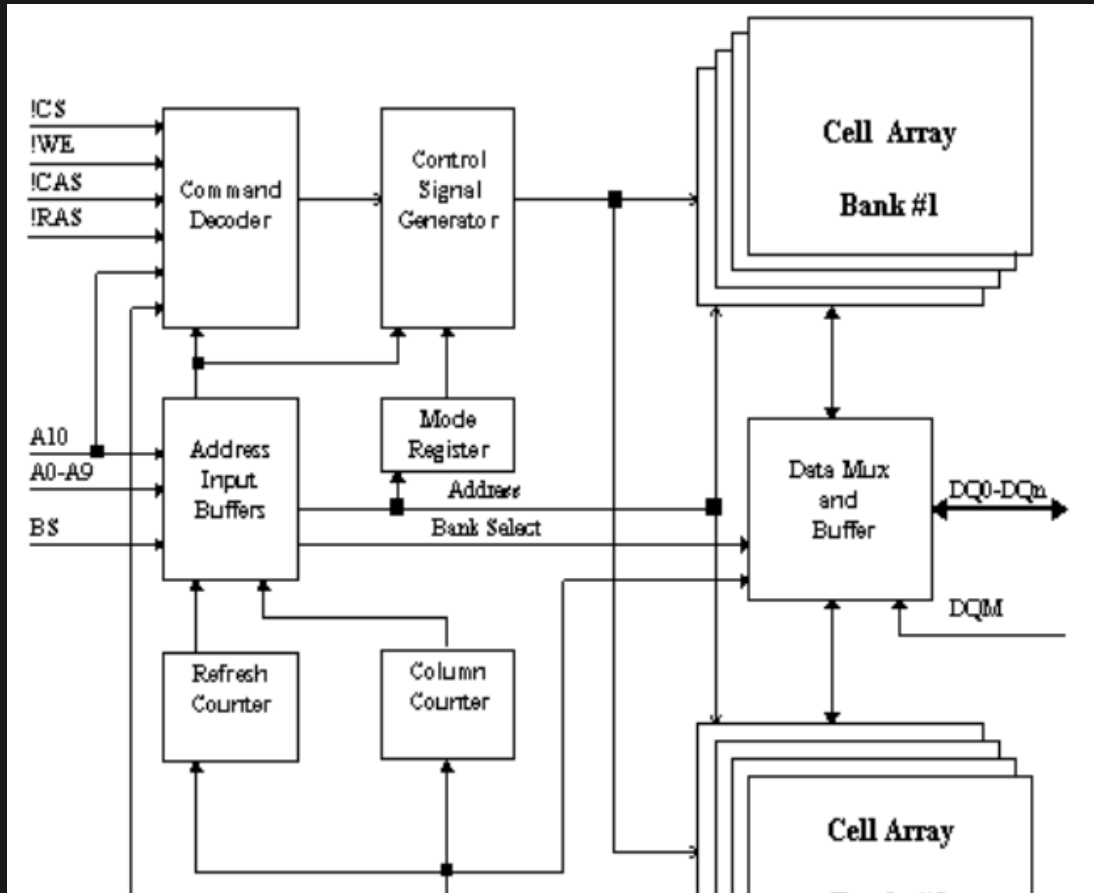 !CS
!WE
!CAS
!RAS
Command
Decoder
Control
Signal
Generator
Cell Array
Bank #1
A10
A0-A9
BS
Address
Input
Buffers
Mode
Register
Address
Bank Select
Data Mux
and
Buffer
DQ0-DQn
DQM
Refresh
Counter
Column
Counter
Cell Array